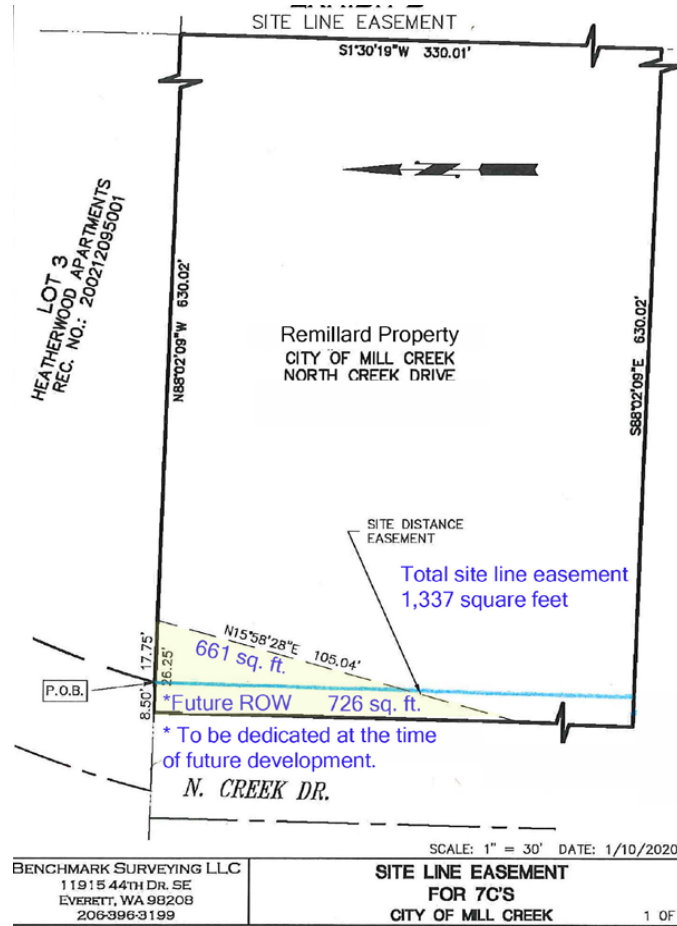 SITE LINE EASEMENT
S1°30'19"W 330.01'
LOT 3
HEATHERWOOD APARTMENTS
REC. NO.: 200212095001
N88°02'09"W 630.02'
Remillard Property
CITY OF MILL CREEK
NORTH CREEK DRIVE
S88°02'09"E 630.02'
SITE DISTANCE
EASEMENT
Total site line easement
1,337 square feet
N15°58'28"E 105.04'
661 sq. ft.
17.75'
26.25'
P.O.B.
8.50'
*Future ROW 726 sq. ft.
* To be dedicated at the time
of future development.
N. CREEK DR.
SCALE: 1" = 30' DATE: 1/10/2020
BENCHMARK SURVEYING LLC
11915 44TH DR. SE
EVERETT, WA 98208
206-396-3199
SITE LINE EASEMENT
FOR 7C'S
CITY OF MILL CREEK
1 OF